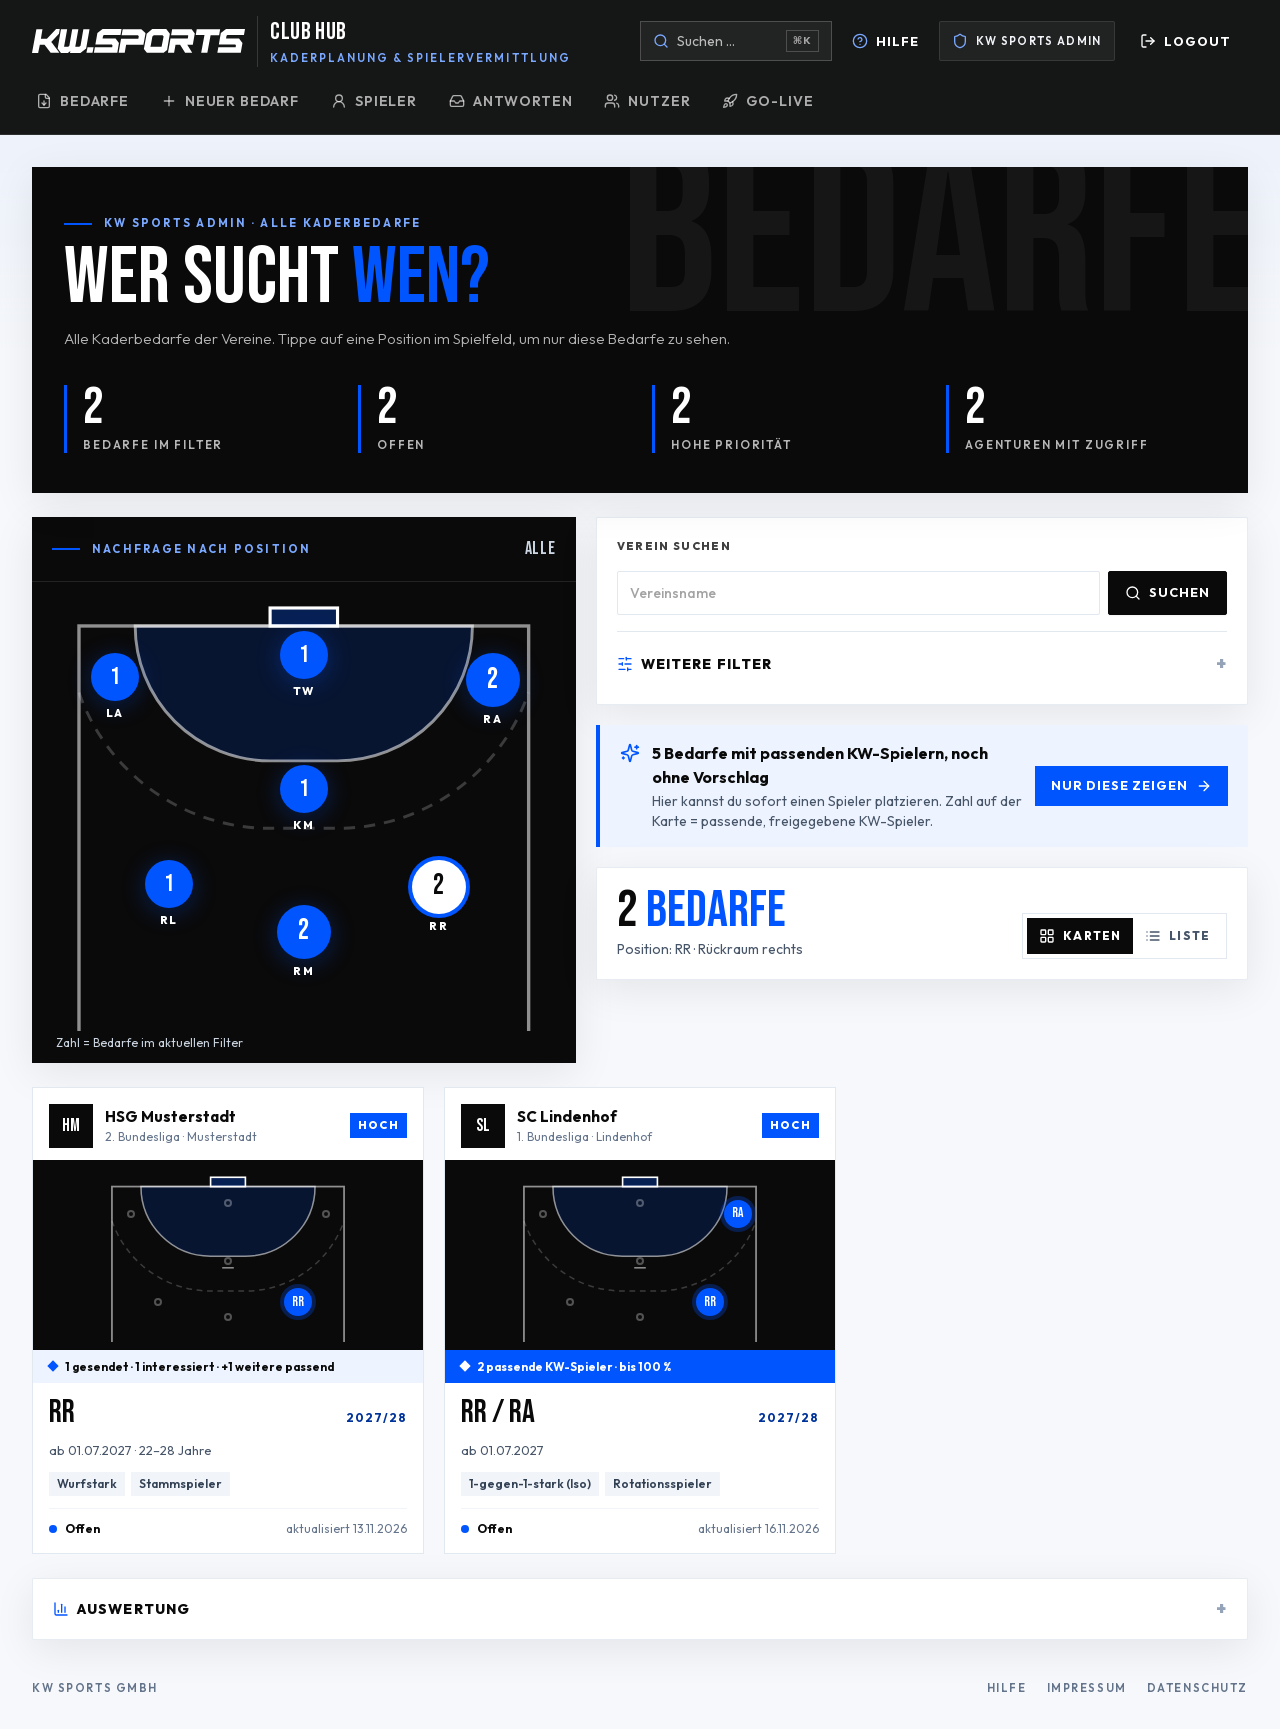 KW.SPORTS
CLUB HUB
KADERPLANUNG & SPIELERVERMITTLUNG
Suchen ...
⌘K
HILFE
KW SPORTS ADMIN
LOGOUT
BEDARFE
NEUER BEDARF
SPIELER
ANTWORTEN
NUTZER
GO-LIVE
BEDARFE
KW SPORTS ADMIN · ALLE KADERBEDARFE
WER SUCHT WEN?
Alle Kaderbedarfe der Vereine. Tippe auf eine Position im Spielfeld, um nur diese Bedarfe zu sehen.
2
BEDARFE IM FILTER
2
OFFEN
2
HOHE PRIORITÄT
2
AGENTUREN MIT ZUGRIFF
NACHFRAGE NACH POSITION
ALLE
1
TW
1
LA
2
RA
1
KM
1
RL
2
RR
2
RM
Zahl = Bedarfe im aktuellen Filter
VEREIN SUCHEN
Vereinsname
SUCHEN
WEITERE FILTER
+
5 Bedarfe mit passenden KW-Spielern, noch
ohne Vorschlag
Hier kannst du sofort einen Spieler platzieren. Zahl auf der
Karte = passende, freigegebene KW-Spieler.
NUR DIESE ZEIGEN →
2 BEDARFE
Position: RR · Rückraum rechts
KARTEN
LISTE
HM
HSG Musterstadt
2. Bundesliga · Musterstadt
HOCH
RR
◆ 1 gesendet · 1 interessiert · +1 weitere passend
RR
2027/28
ab 01.07.2027 · 22–28 Jahre
Wurfstark
Stammspieler
Offen
aktualisiert 13.11.2026
SL
SC Lindenhof
1. Bundesliga · Lindenhof
HOCH
RA
RR
◆ 2 passende KW-Spieler · bis 100 %
RR / RA
2027/28
ab 01.07.2027
1-gegen-1-stark (Iso)
Rotationsspieler
Offen
aktualisiert 16.11.2026
AUSWERTUNG
+
KW SPORTS GMBH
HILFE
IMPRESSUM
DATENSCHUTZ